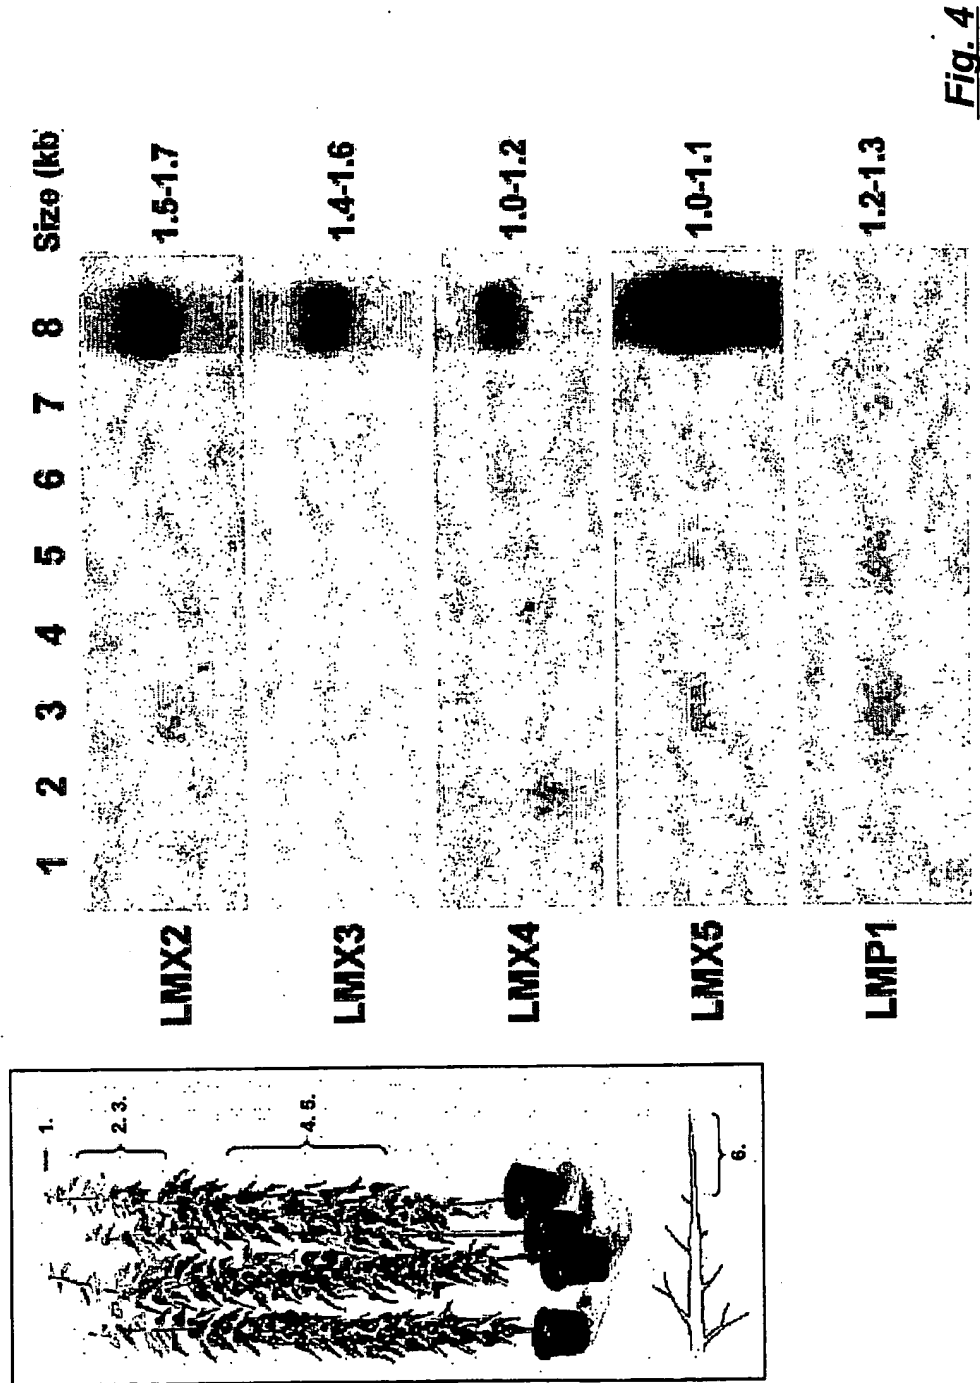 1.
2. 3.
4. 5.
6.
1 2 3 4 5 6 7 8 Size (kb
LMX2 1.5-1.7
LMX3 1.4-1.6
LMX4 1.0-1.2
LMX5 1.0-1.1
LMP1 1.2-1.3
Fig. 4